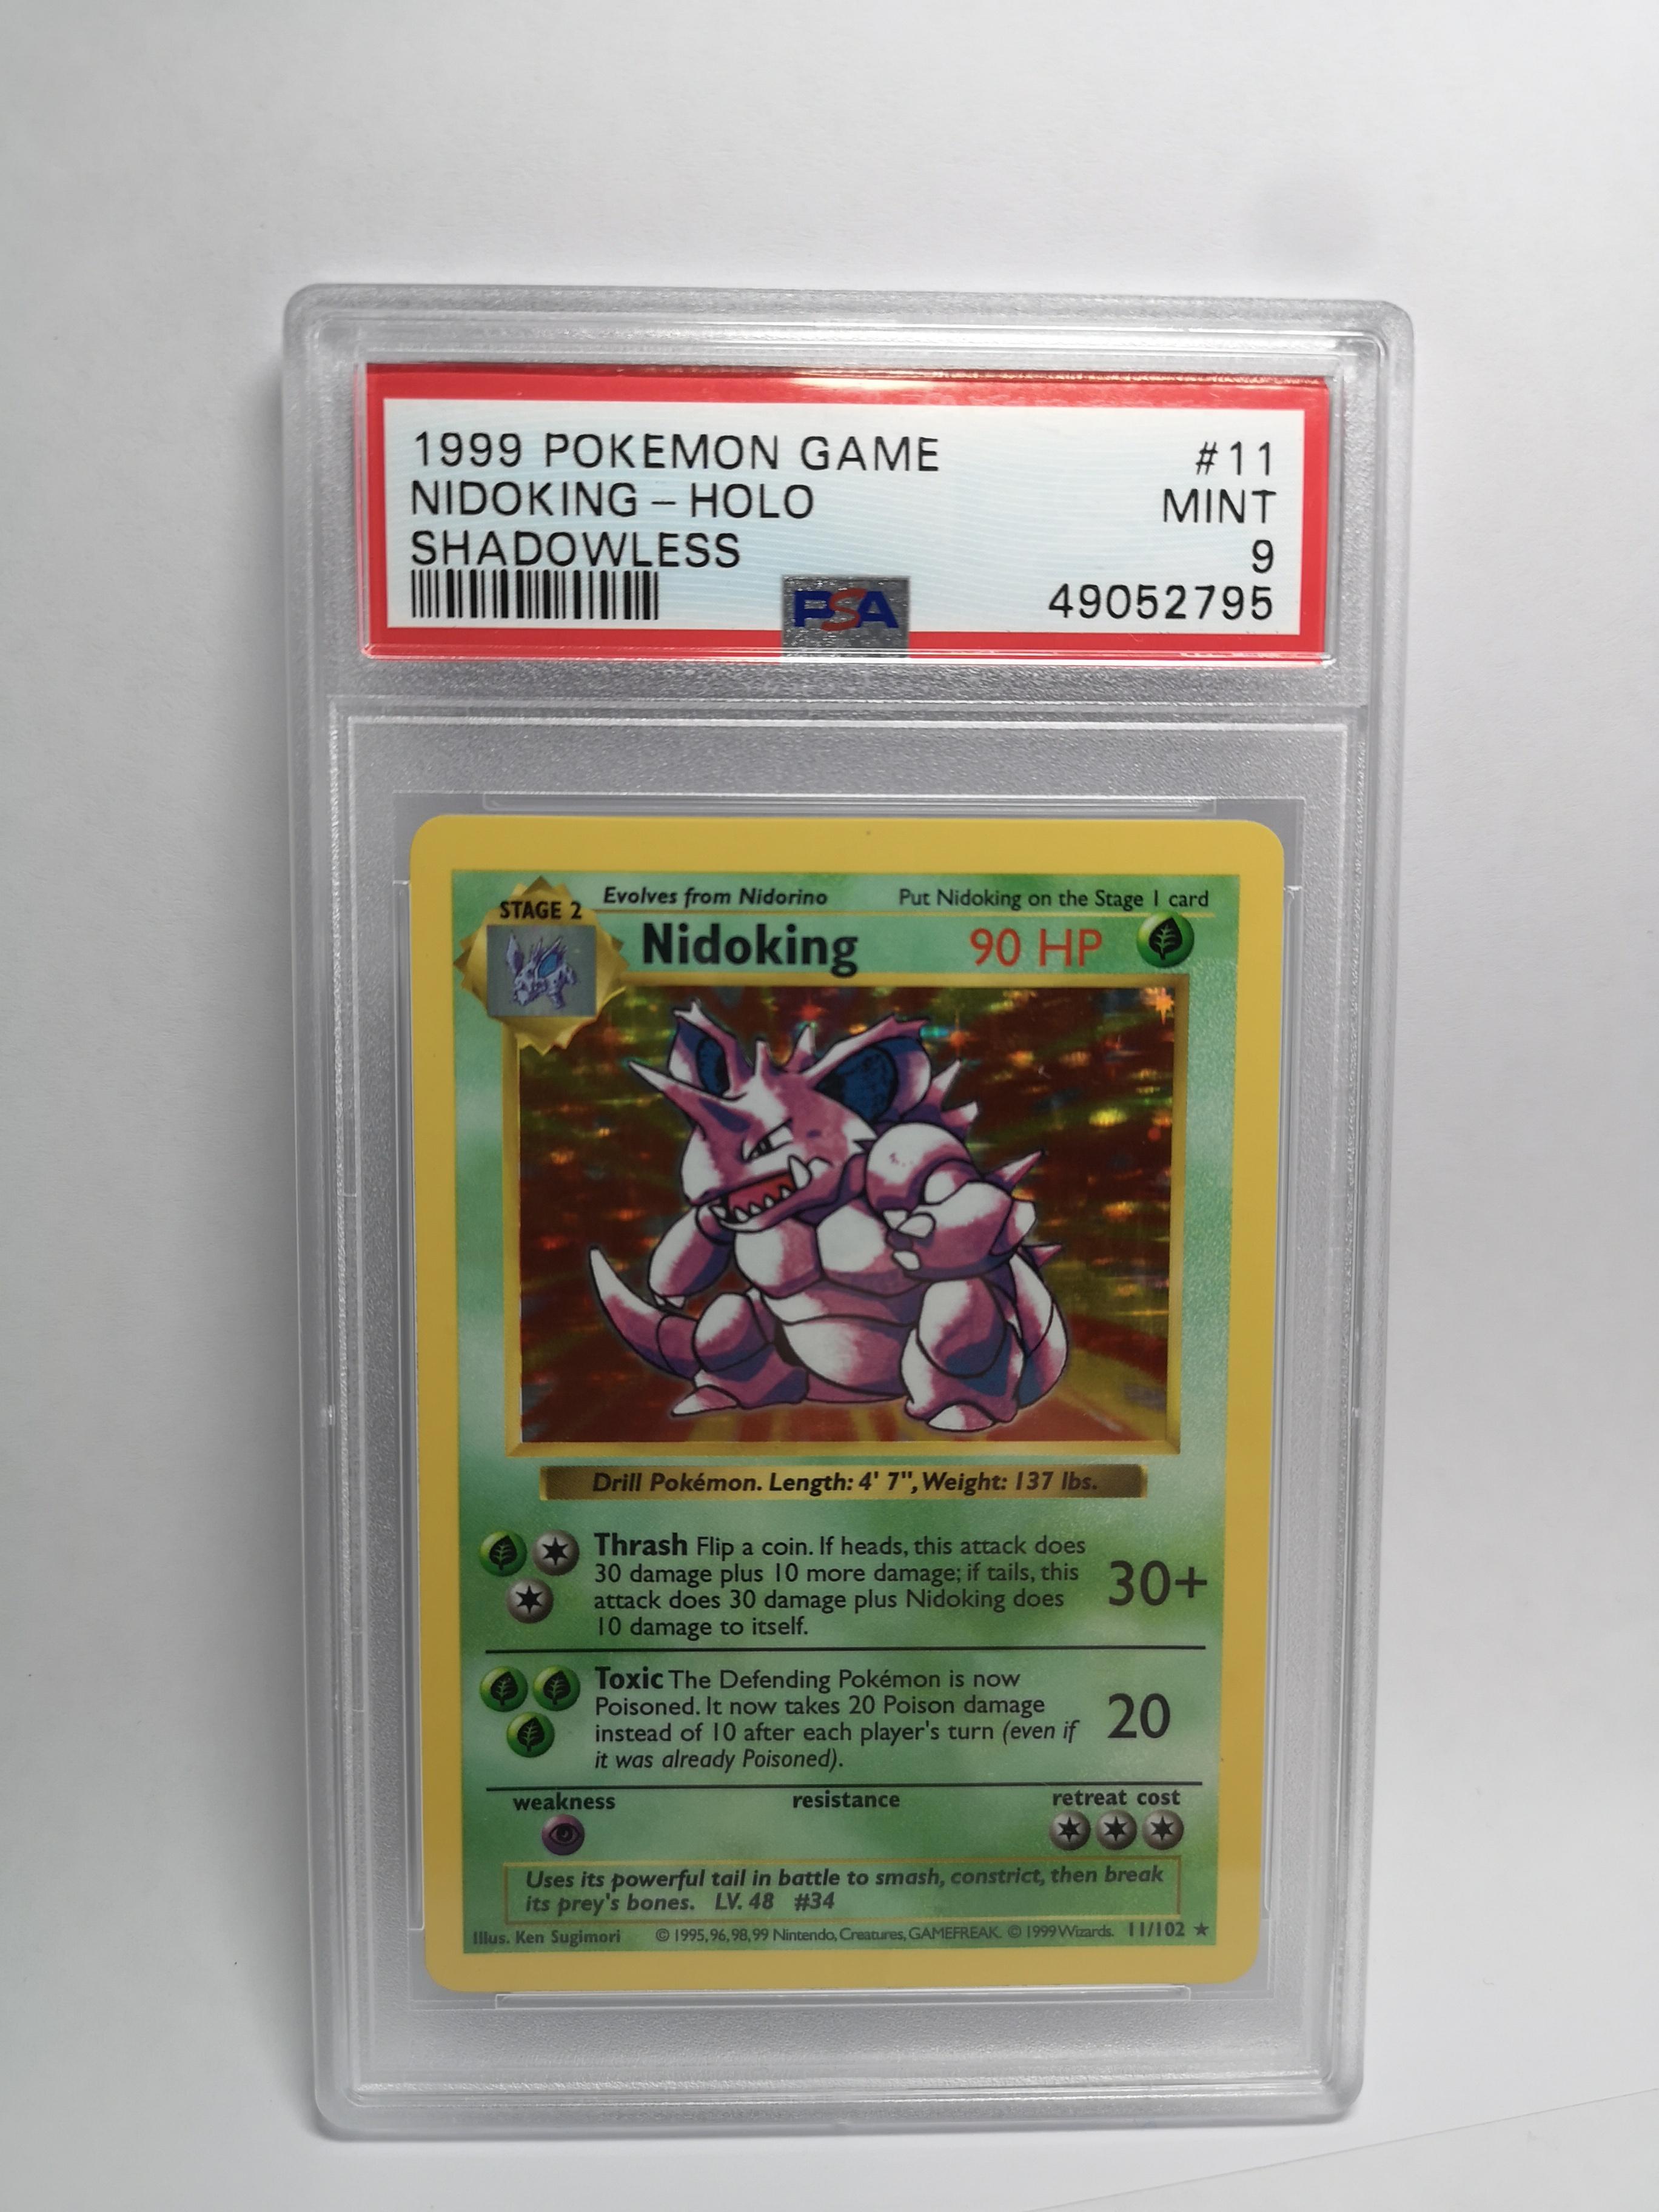 1999 POKEMON GAME #11
NIDOKING – HOLO MINT
SHADOWLESS 9
PSA 49052795
STAGE 2 Evolves from Nidorino Put Nidoking on the Stage 1 card
Nidoking 90 HP
Drill Pokémon. Length: 4' 7", Weight: 137 lbs.
Thrash Flip a coin. If heads, this attack does
30 damage plus 10 more damage; if tails, this
attack does 30 damage plus Nidoking does
10 damage to itself.
30+
Toxic The Defending Pokémon is now
Poisoned. It now takes 20 Poison damage
instead of 10 after each player's turn (even if
it was already Poisoned).
20
weakness resistance retreat cost
Uses its powerful tail in battle to smash, constrict, then break
its prey's bones. LV. 48 #34
Illus. Ken Sugimori © 1995, 96, 98, 99 Nintendo, Creatures, GAMEFREAK. © 1999 Wizards. 11/102 ★